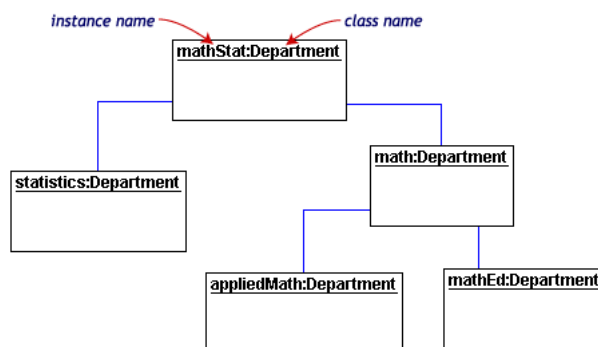 instance name
class name
mathStat:Department
math:Department
statistics:Department
appliedMath:Department
mathEd:Department